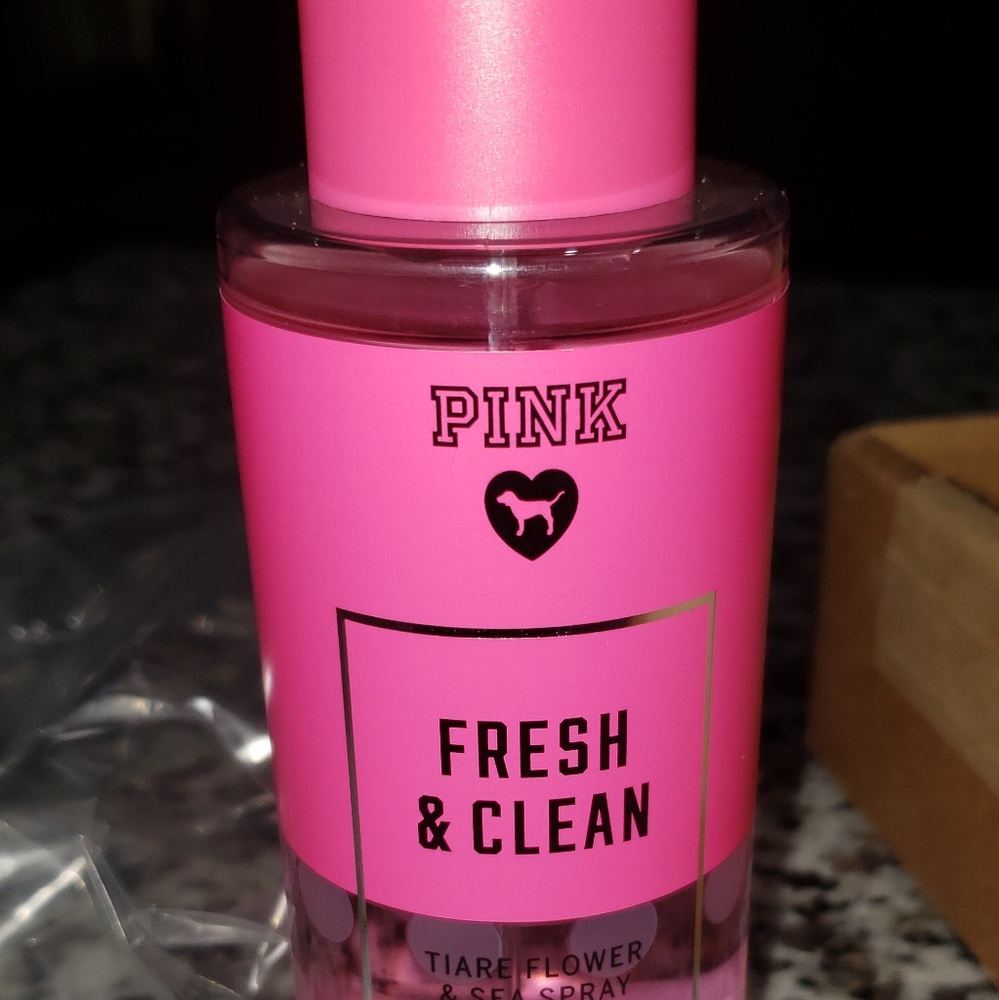 PINK
FRESH
& CLEAN
TIARE FLOWER
& SEA SPRAY